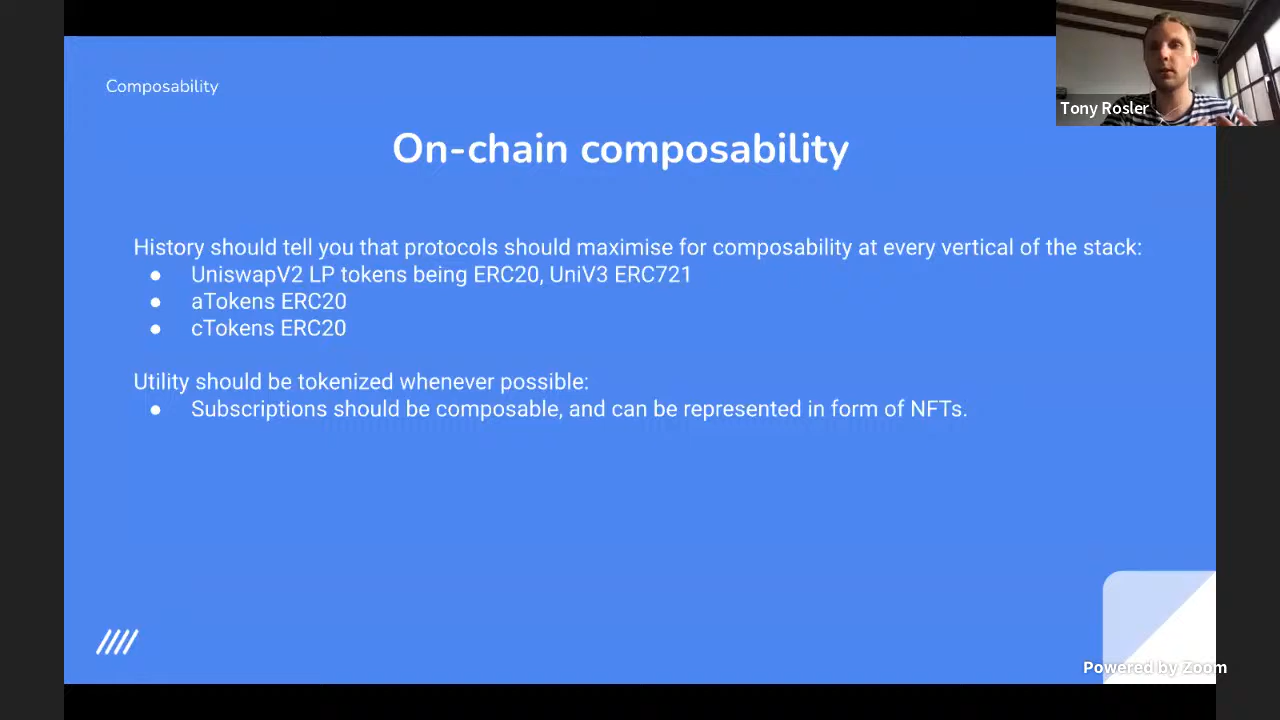 Composability
Tony Rosler
On-chain composability
History should tell you that protocols should maximise for composability at every vertical of the stack:
● UniswapV2 LP tokens being ERC20, UniV3 ERC721
● aTokens ERC20
● cTokens ERC20
Utility should be tokenized whenever possible:
● Subscriptions should be composable, and can be represented in form of NFTs.
Powered by Zoom